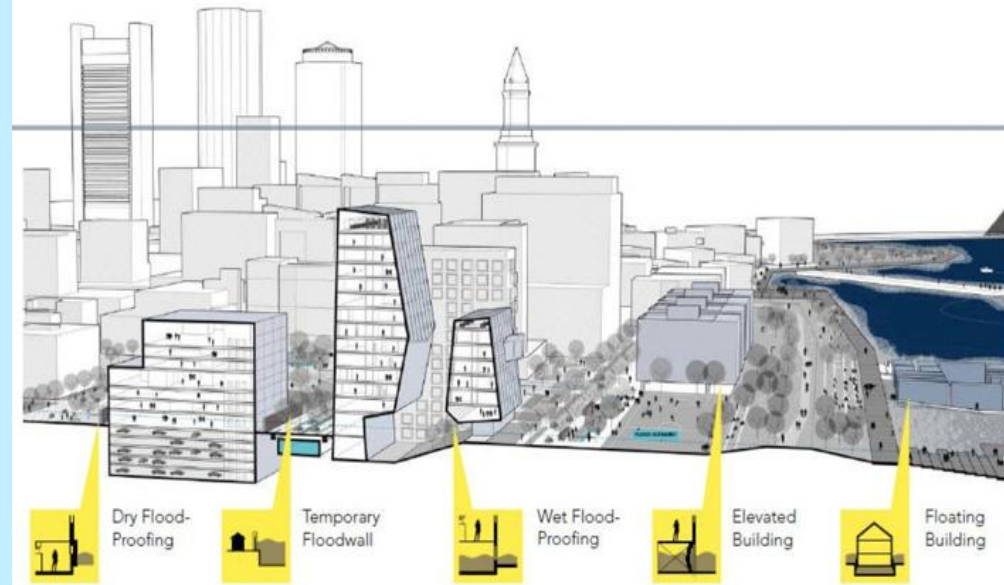 Dry Flood-
Proofing
Temporary
Floodwall
Wet Flood-
Proofing
Elevated
Building
Floating
Building